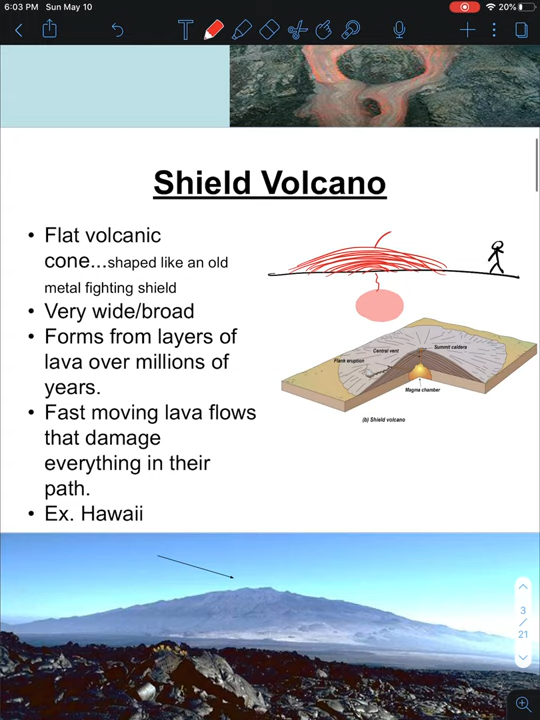 6:03 PM Sun May 10
20%
T
Shield Volcano
• Flat volcanic
cone...shaped like an old
metal fighting shield
• Very wide/broad
• Forms from layers of
lava over millions of
years.
• Fast moving lava flows
that damage
everything in their
path.
• Ex. Hawaii
Central vent
Summit caldera
Flank eruption
Magma chamber
(b) Shield volcano
3
/
21